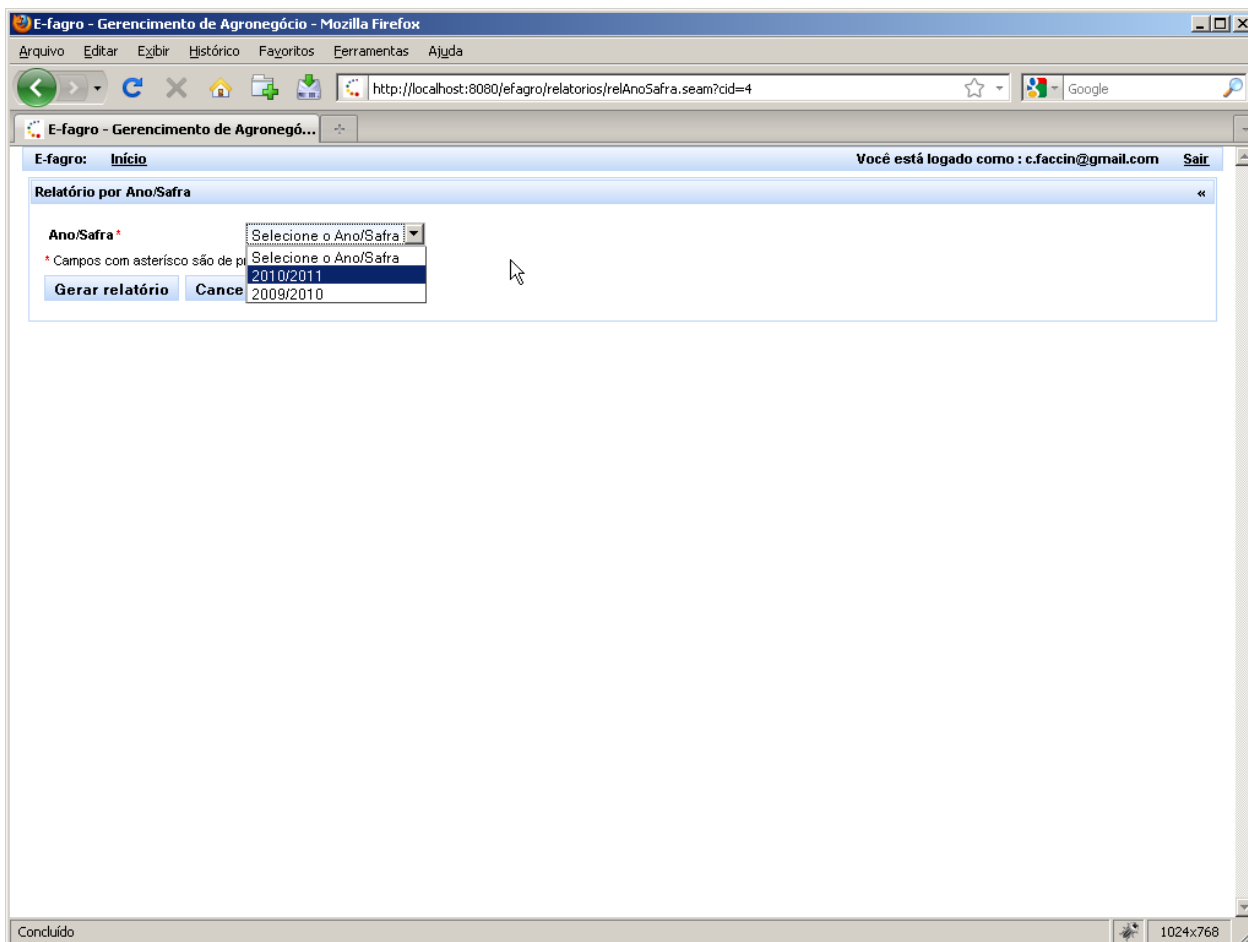 E-fagro - Gerencimento de Agronegócio - Mozilla Firefox
Arquivo Editar Exibir Histórico Favoritos Ferramentas Ajuda
http://localhost:8080/efagro/relatorios/relAnoSafra.seam?cid=4 Google
E-fagro - Gerencimento de Agronegó...
E-fagro: Início Você está logado como : c.faccin@gmail.com Sair
Relatório por Ano/Safra «
Ano/Safra * Selecione o Ano/Safra
Selecione o Ano/Safra
* Campos com asterísco são de
2010/2011
Gerar relatório Cance
2009/2010
Concluído 1024x768